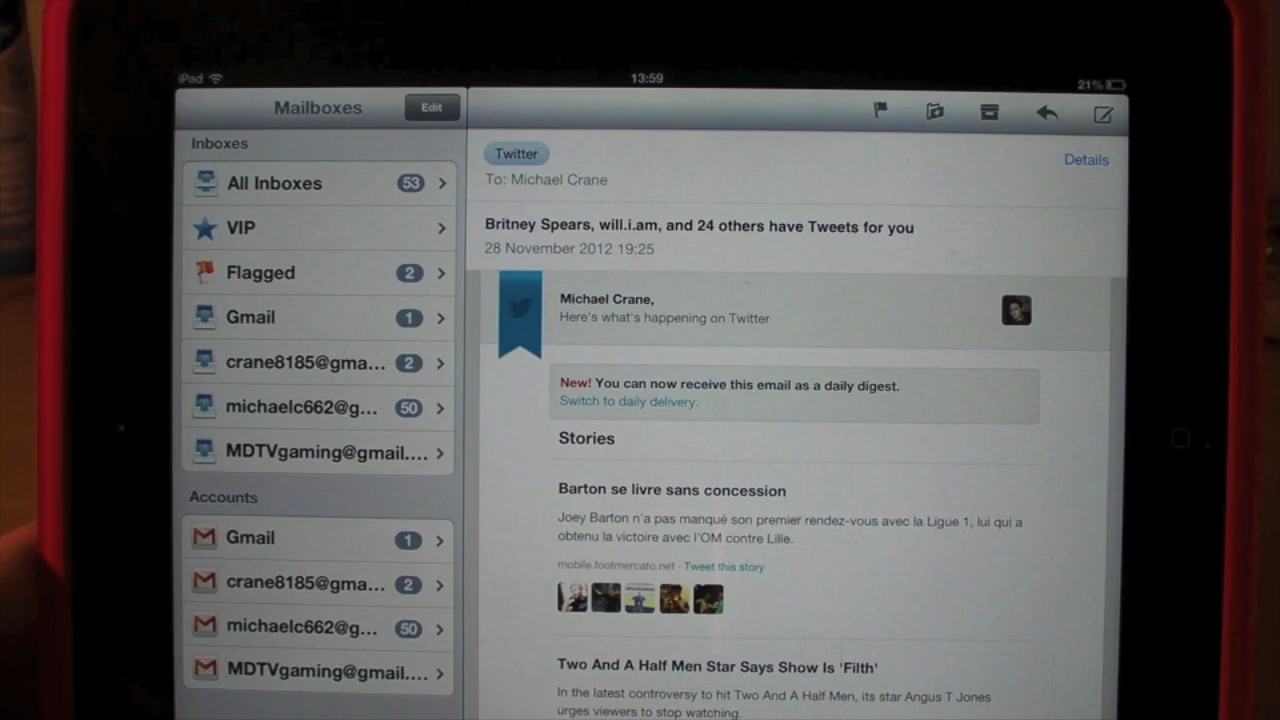 iPad
13:59
21%
Mailboxes
Edit
Inboxes
All Inboxes 53
VIP
Flagged 2
Gmail 1
crane8185@gma... 2
michaelc662@g... 50
MDTVgaming@gmail....
Accounts
Gmail 1
crane8185@gma... 2
michaelc662@g... 50
MDTVgaming@gmail....
Twitter
Details
To: Michael Crane
Britney Spears, will.i.am, and 24 others have Tweets for you
28 November 2012 19:25
Michael Crane,
Here's what's happening on Twitter
New! You can now receive this email as a daily digest.
Switch to daily delivery.
Stories
Barton se livre sans concession
Joey Barton n'a pas manqué son premier rendez-vous avec la Ligue 1, lui qui a
obtenu la victoire avec l'OM contre Lille.
mobile.footmercato.net · Tweet this story
Two And A Half Men Star Says Show Is 'Filth'
In the latest controversy to hit Two And A Half Men, its star Angus T Jones
urges viewers to stop watching.